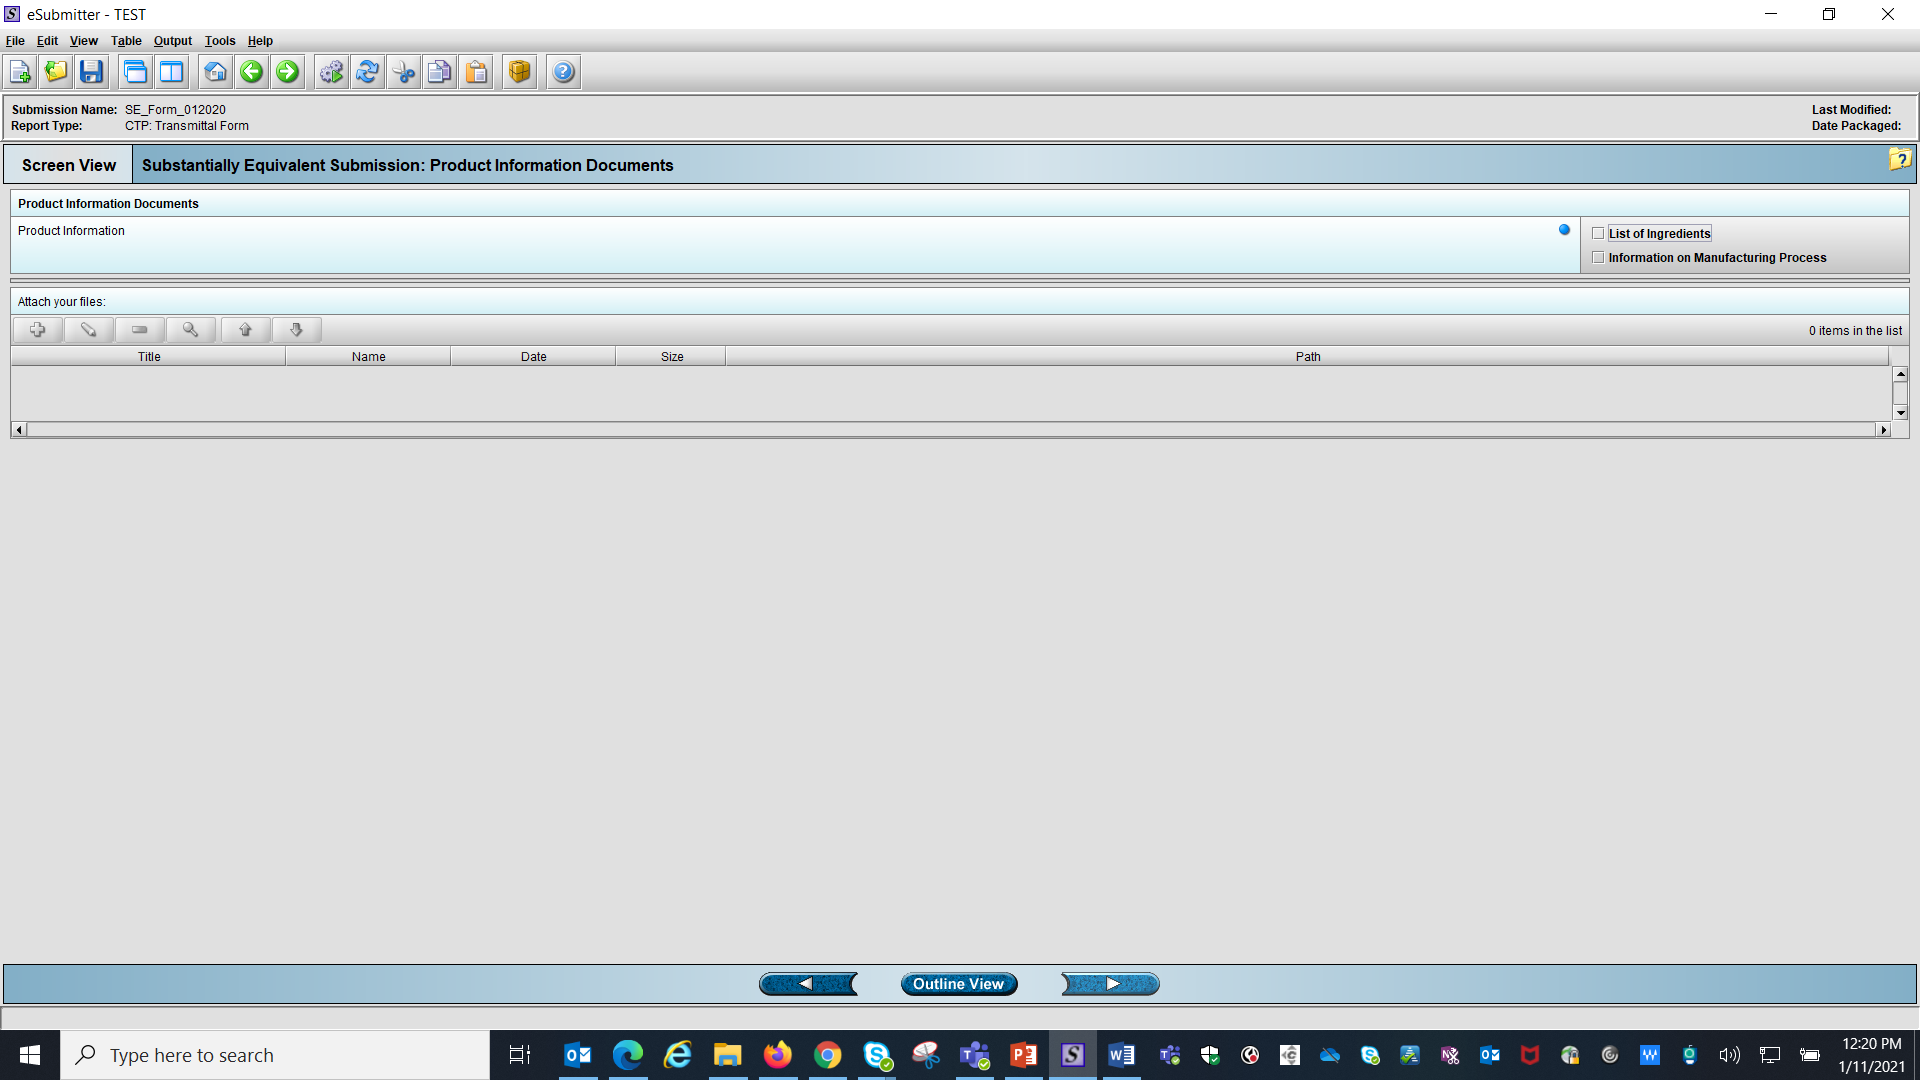 eSubmitter - TEST
File Edit View Table Output Tools Help
Submission Name: SE_Form_012020
Last Modified:
Report Type: CTP: Transmittal Form
Date Packaged:
Screen View
Substantially Equivalent Submission: Product Information Documents
Product Information Documents
Product Information
List of Ingredients
Information on Manufacturing Process
Attach your files:
0 items in the list
Title Name Date Size Path
Outline View
Type here to search
12:20 PM
1/11/2021